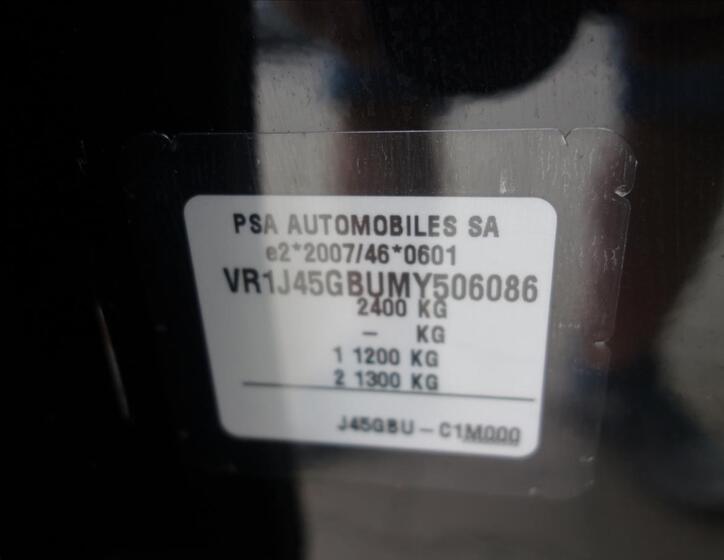 PSA AUTOMOBILES SA
e2*2007/46*0601
VR1J45GBUMY506086
2400 KG
- KG
1 1200 KG
2 1300 KG
J45GBU - C1M000